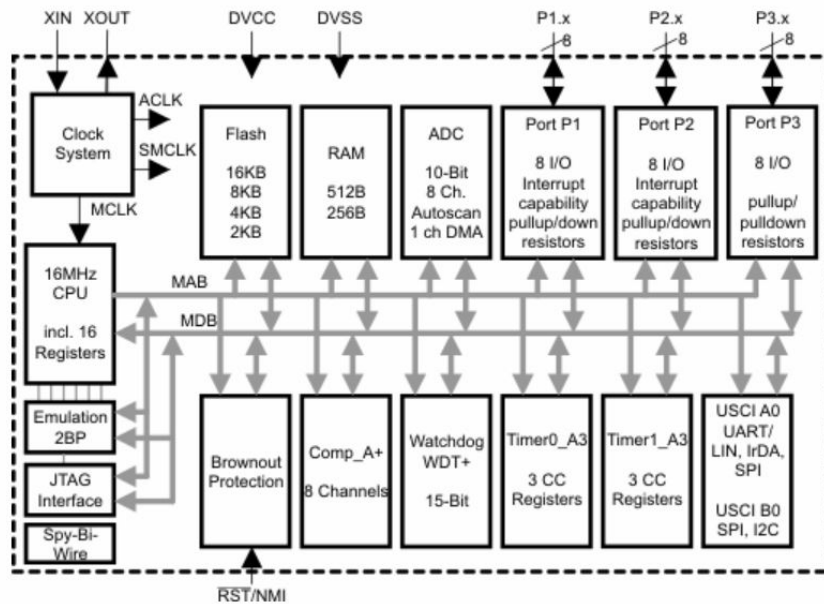 XIN XOUT DVCC DVSS P1.x P2.x P3.x
8 8 8
ACLK
SMCLK
MCLK
Clock
System
Flash
16KB
8KB
4KB
2KB
RAM
512B
256B
ADC
10-Bit
8 Ch.
Autoscan
1 ch DMA
Port P1
8 I/O
Interrupt
capability
pullup/down
resistors
Port P2
8 I/O
Interrupt
capability
pullup/down
resistors
Port P3
8 I/O
pullup/
pulldown
resistors
16MHz
CPU
incl. 16
Registers
MAB
MDB
Emulation
2BP
JTAG
Interface
Spy-Bi-
Wire
Brownout
Protection
Comp_A+
8 Channels
Watchdog
WDT+
15-Bit
Timer0_A3
3 CC
Registers
Timer1_A3
3 CC
Registers
USCI A0
UART/
LIN, IrDA,
SPI
USCI B0
SPI, I2C
RST/NMI